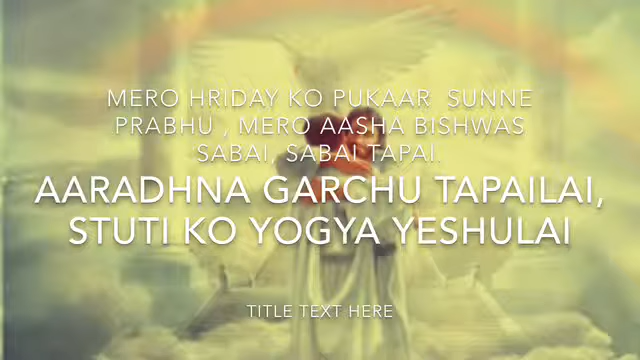 MERO HRIDAY KO PUKAAR SUNNE
PRABHU , MERO AASHA BISHWAS
SABAI, SABAI TAPAI.
AARADHNA GARCHU TAPAILAI,
STUTI KO YOGYA YESHULAI
TITLE TEXT HERE